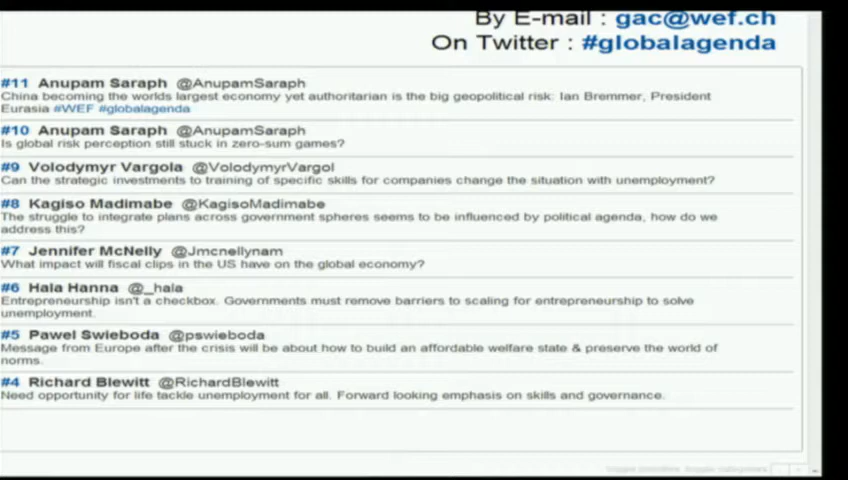 By E-mail : gac@wef.ch
On Twitter : #globalagenda
#11 Anupam Saraph @AnupamSaraph
China becoming the worlds largest economy yet authoritarian is the big geopolitical risk: Ian Bremmer, President
Eurasia #WEF #globalagenda
#10 Anupam Saraph @AnupamSaraph
Is global risk perception still stuck in zero-sum games?
#9 Volodymyr Vargola @VolodymyrVargol
Can the strategic investments to training of specific skills for companies change the situation with unemployment?
#8 Kagiso Madimabe @KagisoMadimabe
The struggle to integrate plans across government spheres seems to be influenced by political agenda, how do we
address this?
#7 Jennifer McNelly @Jmcnellynam
What impact will fiscal clips in the US have on the global economy?
#6 Hala Hanna @_hala
Entrepreneurship isn't a checkbox. Governments must remove barriers to scaling for entrepreneurship to solve
unemployment.
#5 Pawel Swieboda @pswieboda
Message from Europe after the crisis will be about how to build an affordable welfare state & preserve the world of
norms.
#4 Richard Blewitt @RichardBlewitt
Need opportunity for life tackle unemployment for all. Forward looking emphasis on skills and governance.